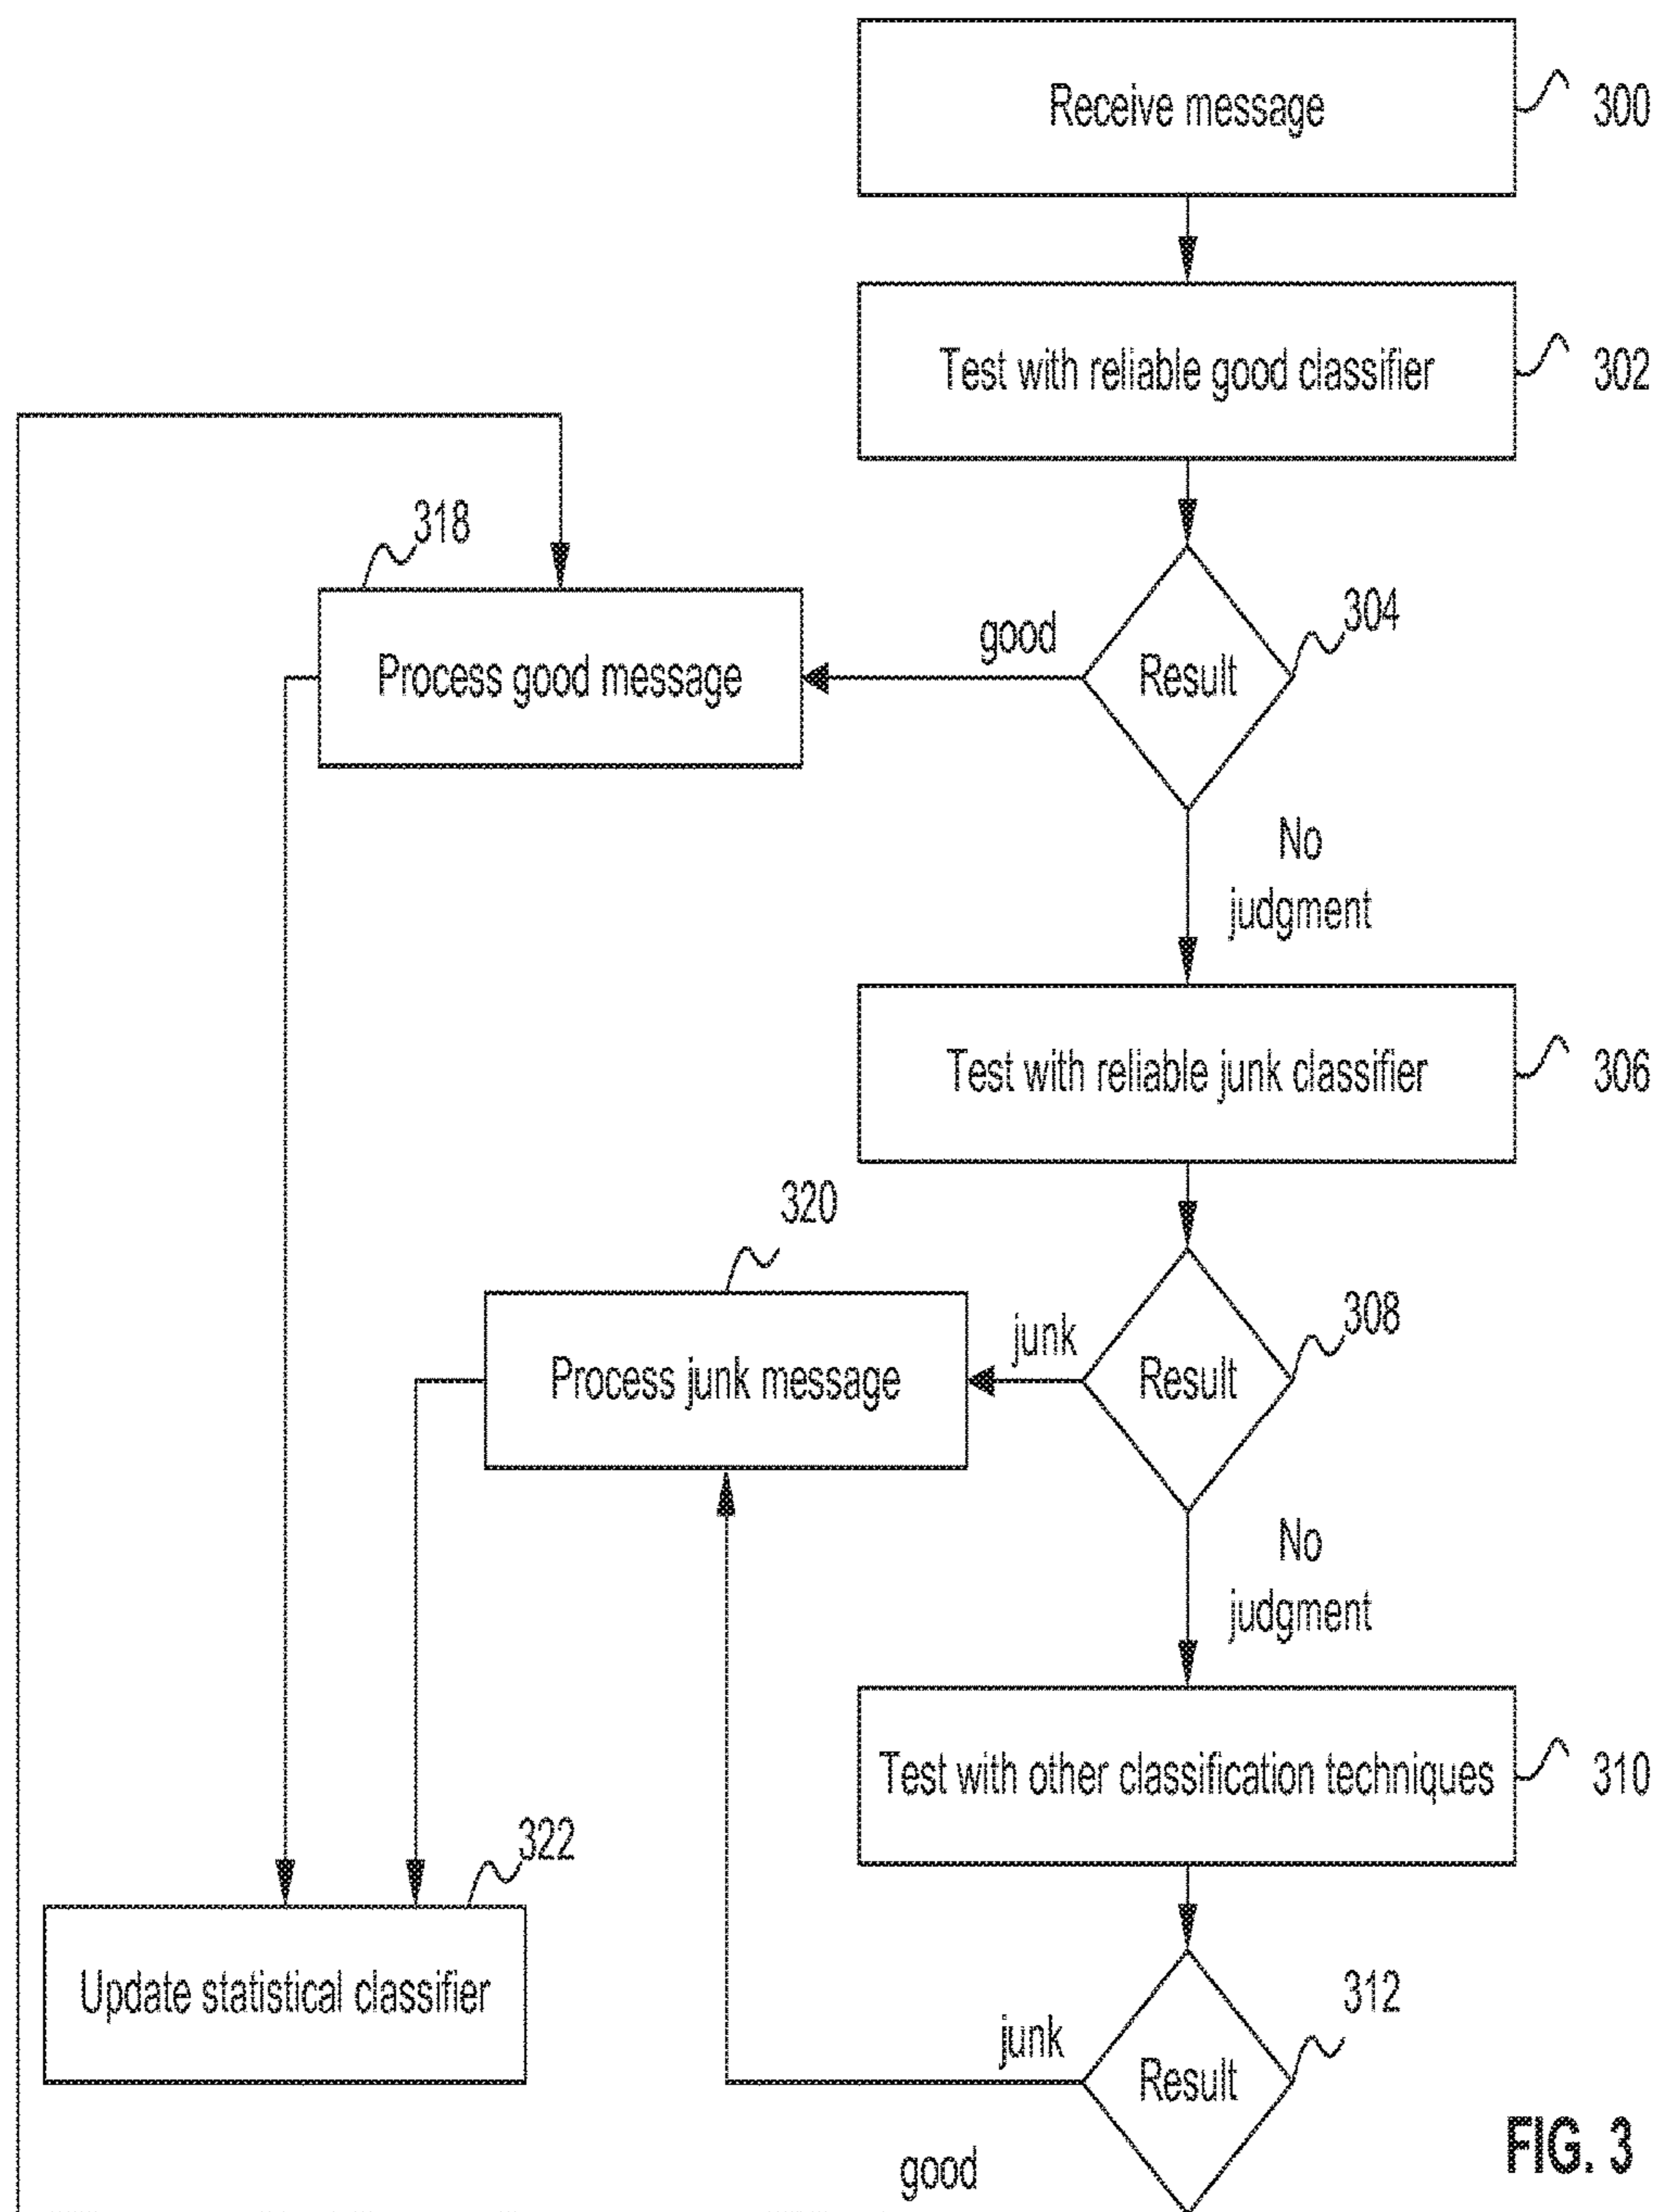 Receive message
300
Test with reliable good classifier
302
318
304
good
Process good message
Result
No
judgment
Test with reliable junk classifier
306
320
308
junk
Process junk message
Result
No
judgment
Test with other classification techniques
310
322
Update statistical classifier
312
junk
Result
good
FIG. 3